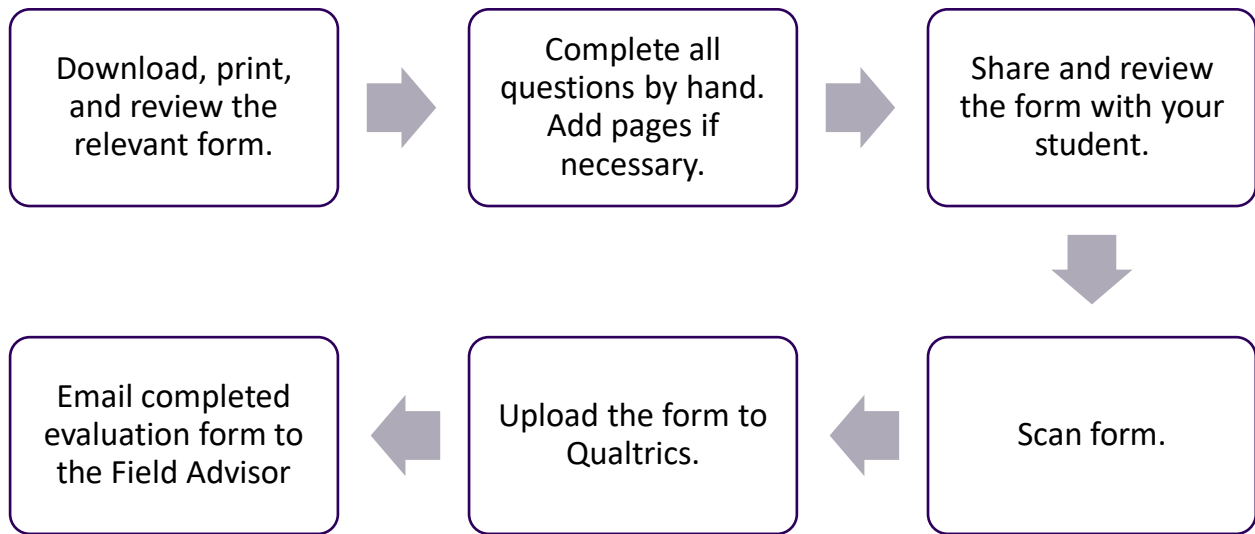 Download, print,
and review the
relevant form.
Complete all
questions by hand.
Add pages if
necessary.
Share and review
the form with your
student.
Scan form.
Upload the form to
Qualtrics.
Email completed
evaluation form to
the Field Advisor